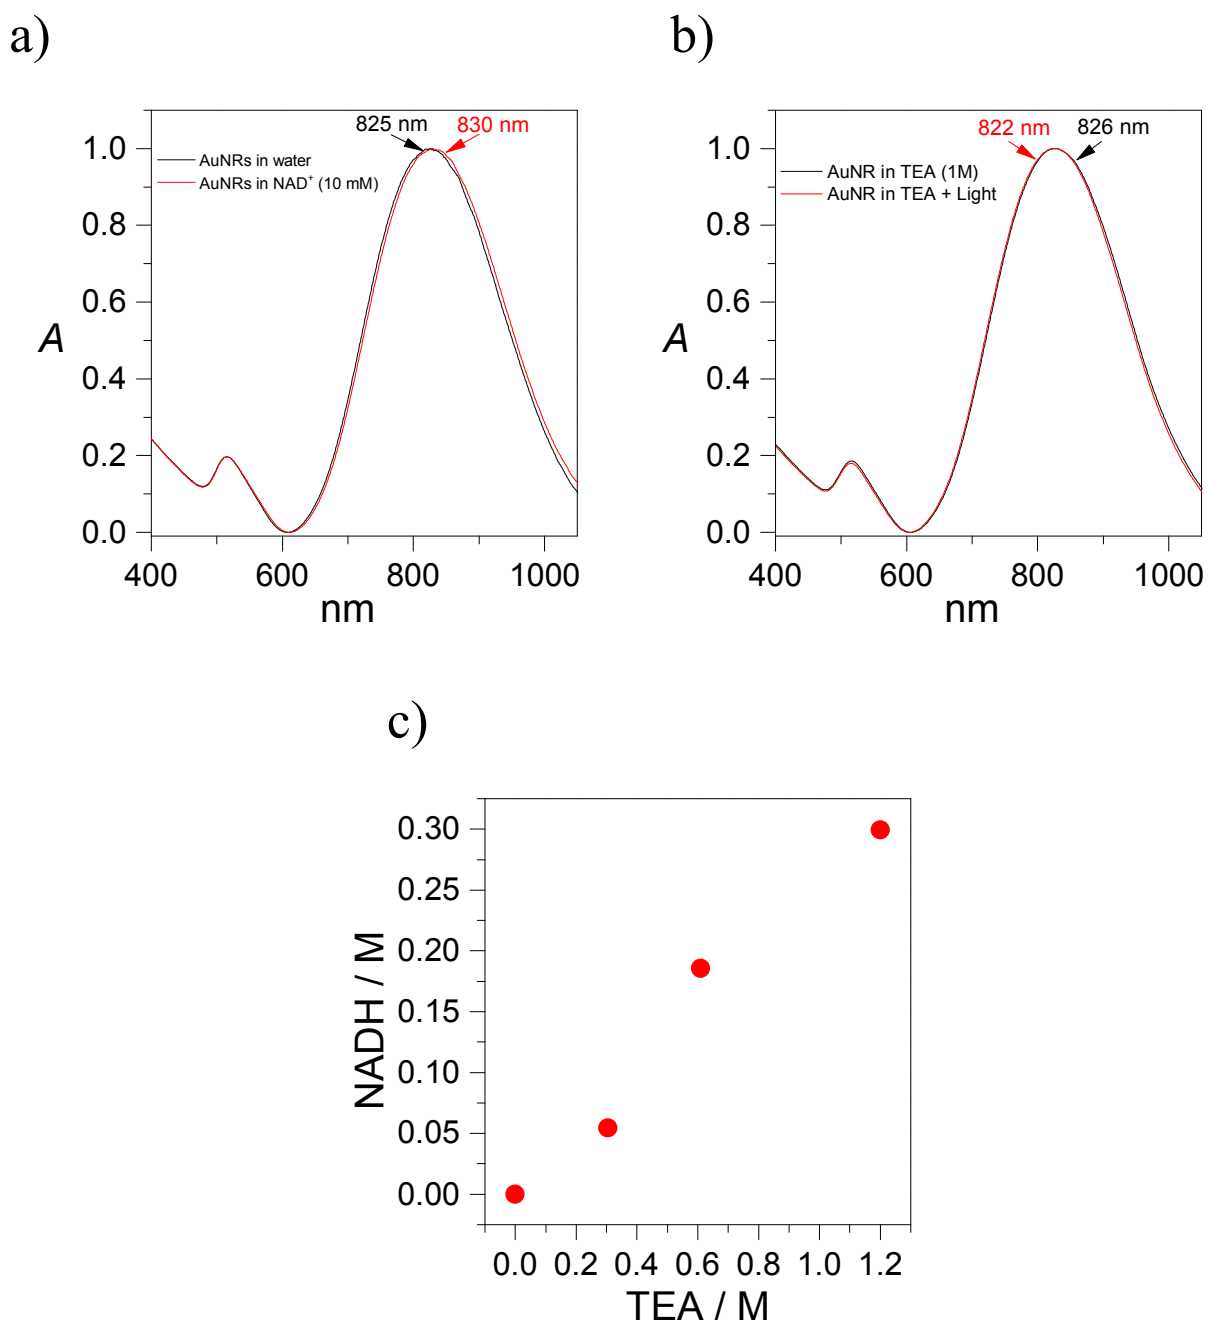 a)
825 nm 830 nm
AuNRs in water
AuNRs in NAD⁺ (10 mM)
1.0
0.8
0.6
A
0.4
0.2
0.0
400 600 800 1000
nm
b)
822 nm 826 nm
AuNR in TEA (1M)
AuNR in TEA + Light
1.0
0.8
0.6
A
0.4
0.2
0.0
400 600 800 1000
nm
c)
0.30
0.25
0.20
0.15
0.10
0.05
0.00
NADH / M
0.0 0.2 0.4 0.6 0.8 1.0 1.2
TEA / M